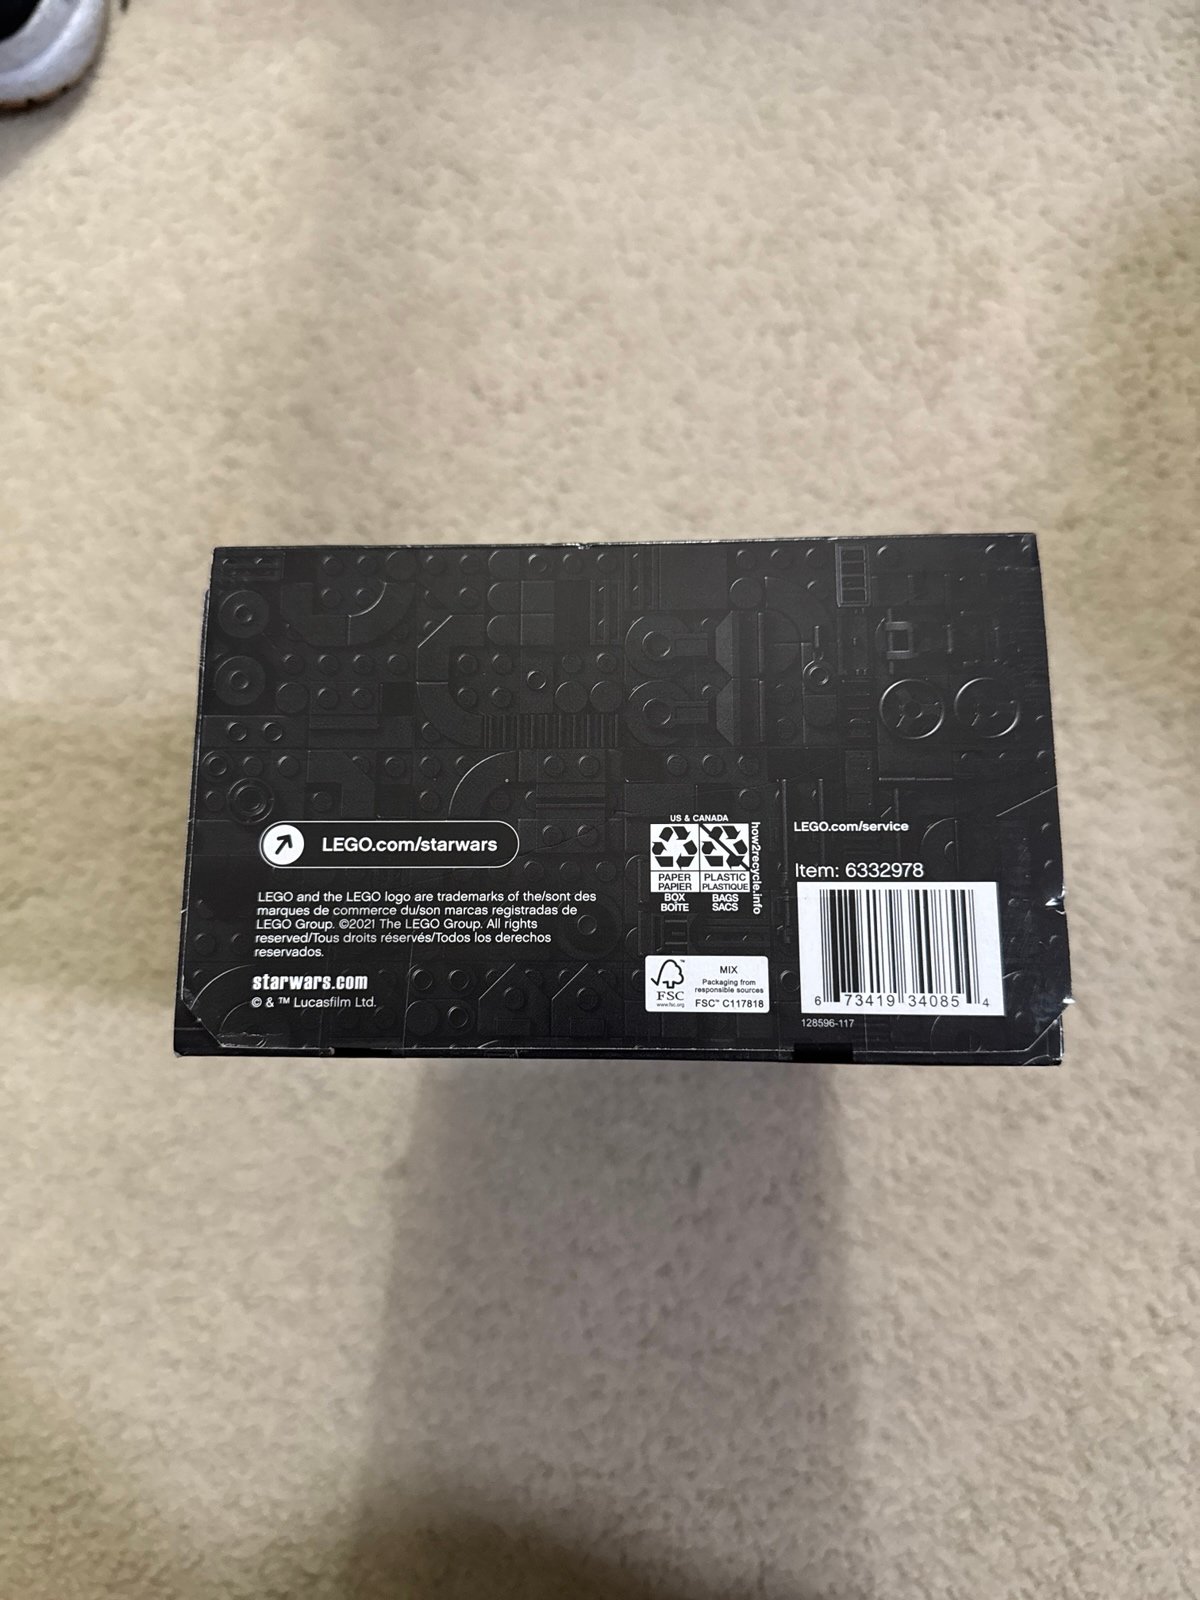 LEGO.com/starwars
LEGO and the LEGO logo are trademarks of the/sont des
marques de commerce du/son marcas registradas de
LEGO Group. ©2021 The LEGO Group. All rights
reserved/Tous droits réservés/Todos los derechos
reservados.
starwars.com
© & ™ Lucasfilm Ltd.
US & CANADA
PAPER
PAPIER
BOX
BOÎTE
PLASTIC
PLASTIQUE
BAGS
SACS
how2recycle.info
FSC
www.fsc.org
MIX
Packaging from
responsible sources
FSC™ C117818
LEGO.com/service
Item: 6332978
6 73419 34085 4
128596-117